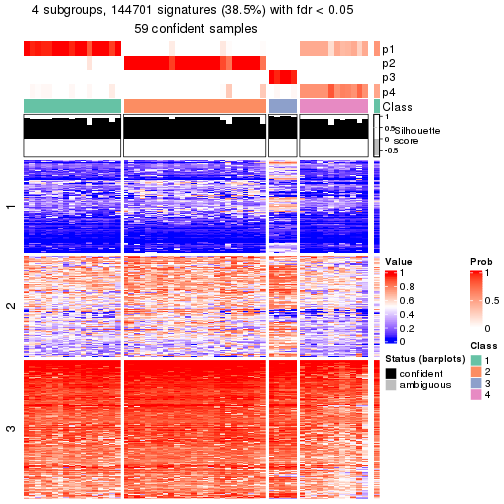 4 subgroups, 144701 signatures (38.5%) with fdr < 0.05
59 confident samples
p1
p2
p3
p4
Class
1
0.5
0
-0.5
Silhouette
score
1
2
3
Value
1
0.8
0.6
0.4
0.2
0
Prob
1
0.5
0
Status (barplots)
confident
ambiguous
Class
1
2
3
4